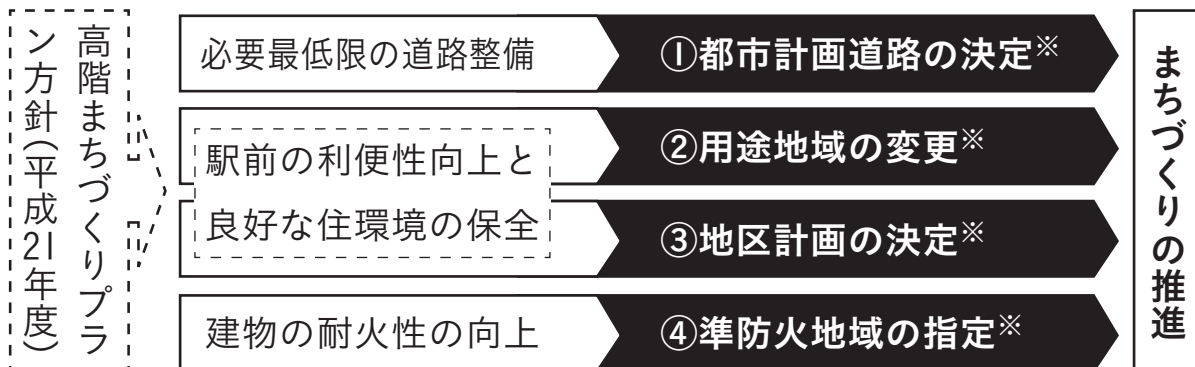 高階まちづくりプラ
ン方針(平成21年度)
必要最低限の道路整備
①都市計画道路の決定※
駅前の利便性向上と
良好な住環境の保全
②用途地域の変更※
③地区計画の決定※
建物の耐火性の向上
④準防火地域の指定※
まちづくりの推進